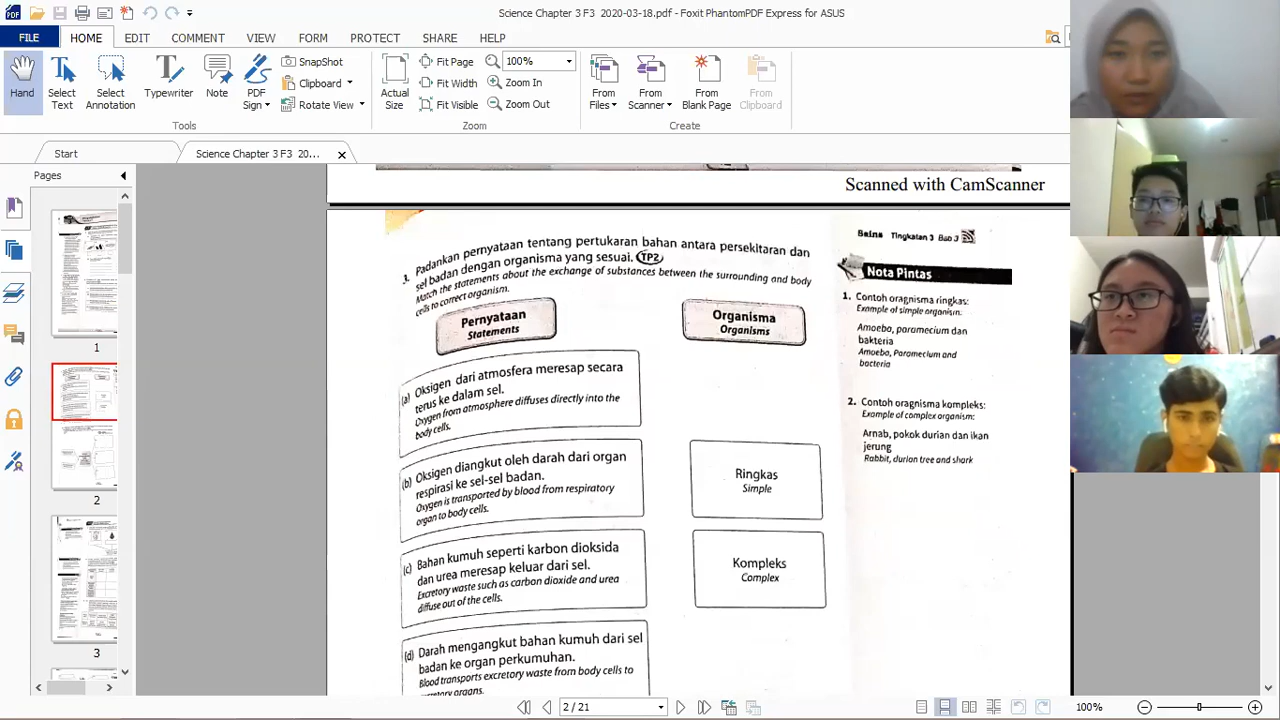 Science Chapter 3 F3 2020-03-18.pdf - Foxit PhantomPDF Express for ASUS
FILE
HOME
EDIT
COMMENT
VIEW
FORM
PROTECT
SHARE
HELP
Hand
Select Text
Select Annotation
Typewriter
Note
PDF Sign
SnapShot
Clipboard
Rotate View
Tools
Actual Size
Fit Page
Fit Width
Fit Visible
100%
Zoom In
Zoom Out
Zoom
From Files
From Scanner
From Blank Page
From Clipboard
Create
Start
Science Chapter 3 F3 20...
Pages
1
2
3
Scanned with CamScanner
Sains Tingkatan 3 Bab 3
1. Padankan pernyataan tentang pertukaran bahan antara persekitaran dan
sel badan dengan organisma yang sesuai. TP2
Match the statements about the exchange of substances between the surrounding and body
cells to correct organism.
Pernyataan
Statements
Organisma
Organisms
(a) Oksigen dari atmosfera meresap secara
terus ke dalam sel.
Oxygen from atmosphere diffuses directly into the
body cells.
(b) Oksigen diangkut oleh darah dari organ
respirasi ke sel-sel badan.
Oxygen is transported by blood from respiratory
organ to body cells.
(c) Bahan kumuh seperti karbon dioksida
dan urea meresap keluar dari sel.
Excretory waste such as carbon dioxide and urea
diffuse out of the cells.
(d) Darah mengangkut bahan kumuh dari sel
badan ke organ perkumuhan.
Blood transports excretory waste from body cells to
excretory organs.
Ringkas
Simple
Kompleks
Complex
Nota Pintas
1. Contoh oragnisma ringkas:
Example of simple organism:
Amoebo, paramecium dan
bakteria
Amoebo, Paramecium and
bacteria
2. Contoh oragnisma kompleks:
Example of complex organism:
Arnab, pokok durian dan ikan
jerung
Rabbit, durian tree and shark
2 / 21
100%